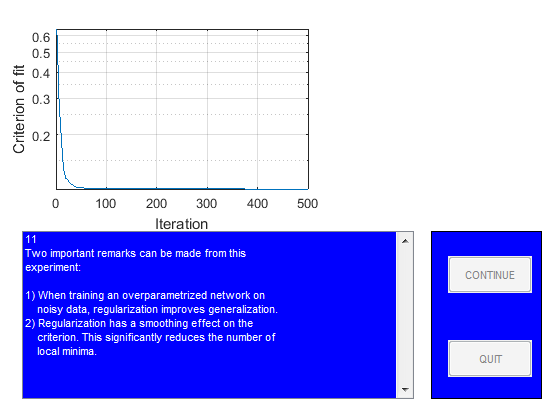 0.6
0.5
0.4
0.3
0.2
Criterion of fit
0
100
200
300
400
500
Iteration
11
Two important remarks can be made from this
experiment:
1) When training an overparametrized network on
noisy data, regularization improves generalization.
2) Regularization has a smoothing effect on the
criterion. This significantly reduces the number of
local minima.
CONTINUE
QUIT